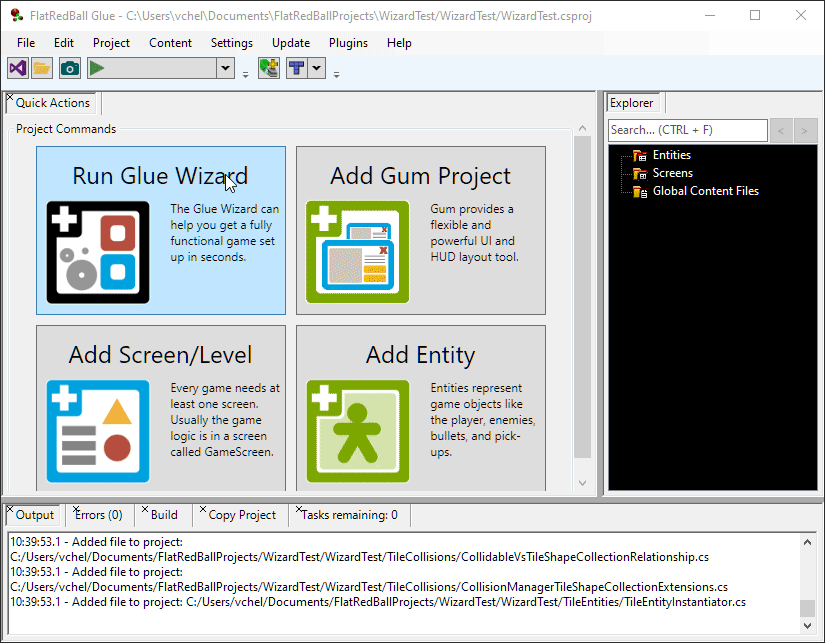 FlatRedBall Glue - C:\Users\vchel\Documents\FlatRedBallProjects\WizardTest\WizardTest\WizardTest.csproj
File Edit Project Content Settings Update Plugins Help
Quick Actions
Explorer
Project Commands
Search... (CTRL + F)
< >
Run Glue Wizard
The Glue Wizard can
help you get a fully
functional game set
up in seconds.
Add Gum Project
Gum provides a
flexible and
powerful UI and
HUD layout tool.
Add Screen/Level
Every game needs at
least one screen.
Usually the game
logic is in a screen
called GameScreen.
Add Entity
Entities represent
game objects like
the player, enemies,
bullets, and pick-
ups.
Entities
Screens
Global Content Files
Output Errors (0) Build Copy Project Tasks remaining: 0
10:39:53.1 - Added file to project:
C:/Users/vchel/Documents/FlatRedBallProjects/WizardTest/WizardTest/TileCollisions/CollidableVsTileShapeCollectionRelationship.cs
10:39:53.1 - Added file to project:
C:/Users/vchel/Documents/FlatRedBallProjects/WizardTest/WizardTest/TileCollisions/CollisionManagerTileShapeCollectionExtensions.cs
10:39:53.1 - Added file to project: C:/Users/vchel/Documents/FlatRedBallProjects/WizardTest/WizardTest/TileEntities/TileEntityInstantiator.cs